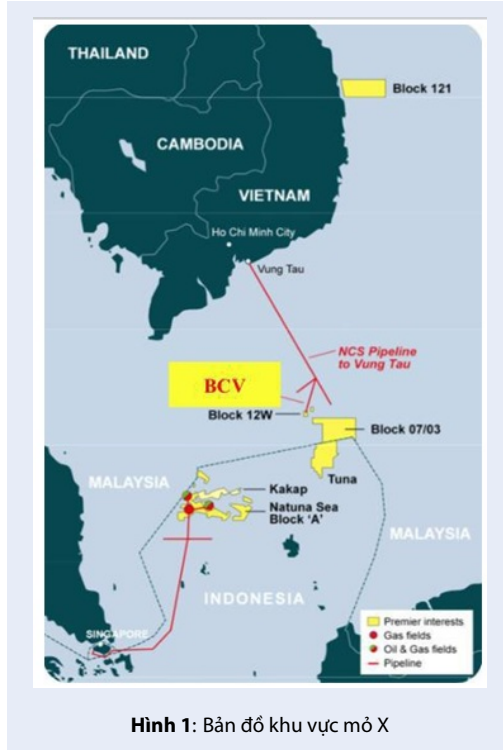 THAILAND
Block 121
CAMBODIA
VIETNAM
Ho Chi Minh City
Vung Tau
NCS Pipeline
to Vung Tau
BCV
Block 12W
Block 07/03
Tuna
MALAYSIA
Kakap
Natuna Sea
Block 'A'
MALAYSIA
INDONESIA
SINGAPORE
Premier interests
Gas fields
Oil & Gas fields
Pipeline
Hình 1: Bản đồ khu vực mỏ X